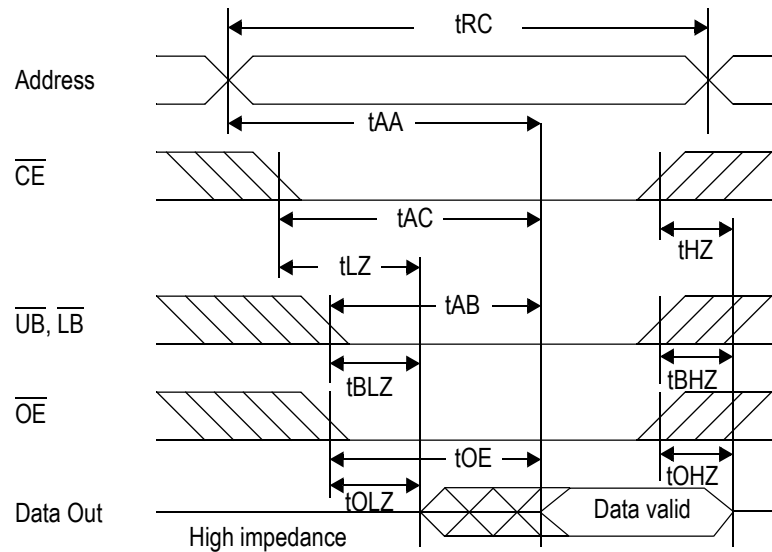 tRC
Address
tAA
CE
tAC
tHZ
tLZ
tAB
UB, LB
tBLZ
tBHZ
OE
tOE
tOHZ
tOLZ
Data Out
Data valid
High impedance